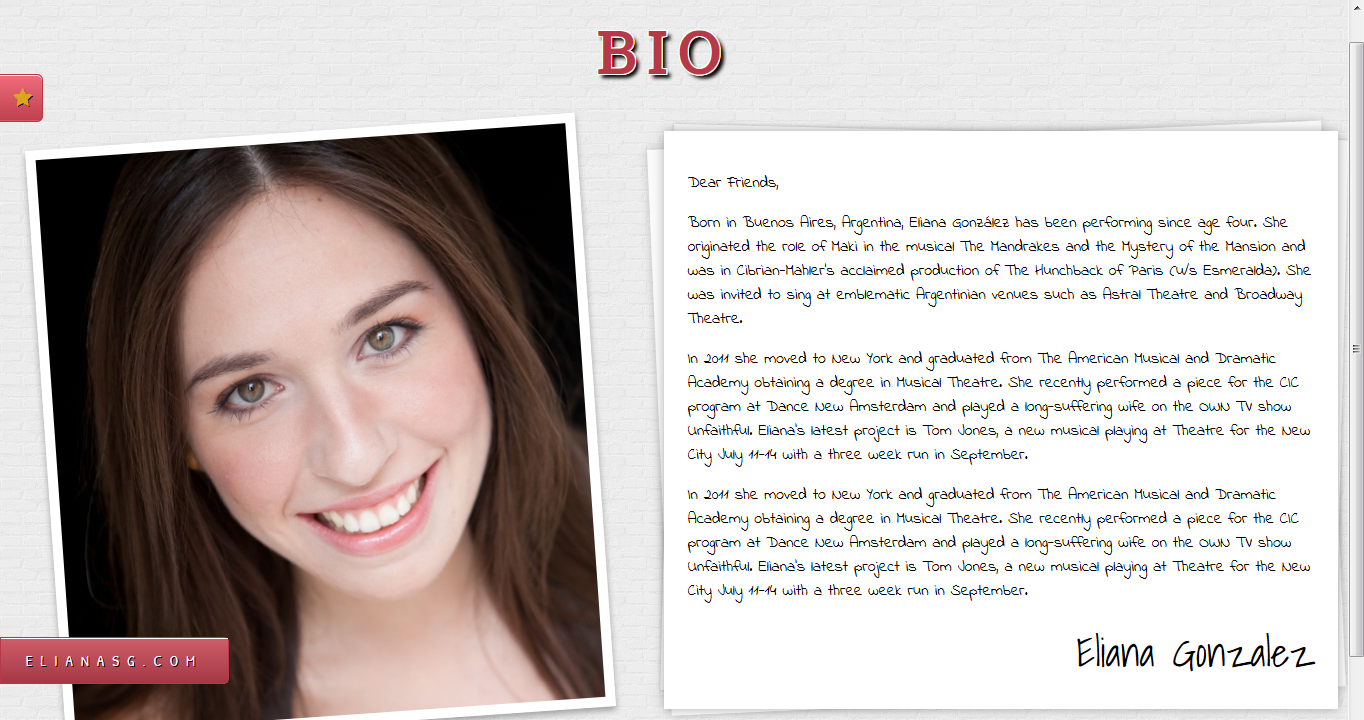 BIO
Dear Friends,
Born in Buenos Aires, Argentina, Eliana González has been performing since age four. She
originated the role of Maki in the musical The Mandrakes and the Mystery of the Mansion and
was in Cibrian-Mahler's acclaimed production of The Hunchback of Paris (u/s Esmeralda). She
was invited to sing at emblematic Argentinian venues such as Astral Theatre and Broadway
Theatre.
In 2011 she moved to New York and graduated from The American Musical and Dramatic
Academy obtaining a degree in Musical Theatre. She recently performed a piece for the CIC
program at Dance New Amsterdam and played a long-suffering wife on the OWN TV show
Unfaithful. Eliana's latest project is Tom Jones, a new musical playing at Theatre for the New
City July 11-14 with a three week run in September.
In 2011 she moved to New York and graduated from The American Musical and Dramatic
Academy obtaining a degree in Musical Theatre. She recently performed a piece for the CIC
program at Dance New Amsterdam and played a long-suffering wife on the OWN TV show
Unfaithful. Eliana's latest project is Tom Jones, a new musical playing at Theatre for the New
City July 11-14 with a three week run in September.
Eliana Gonzalez
ELIANASG.COM